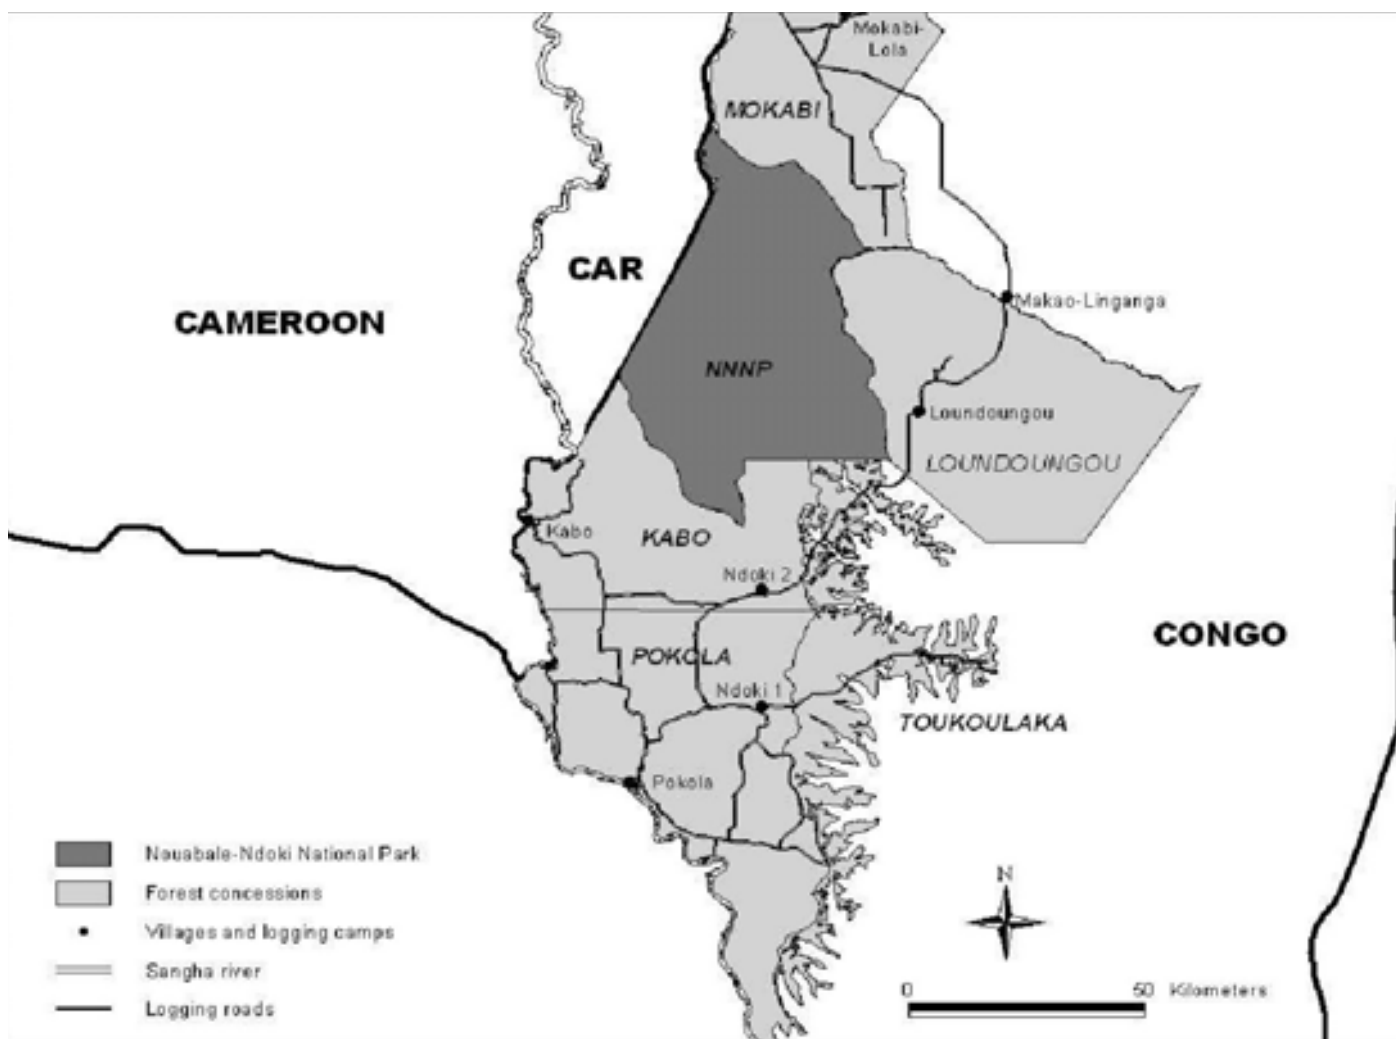 Mokabi-
Lola
MOKABI
CAR
CAMEROON
Makao-Linganga
NNNP
Loundoungou
LOUNDOUNGOU
Kabo
KABO
Ndoki 2
CONGO
POKOLA
Ndoki 1
TOUKOULAKA
Pokola
Nouabale-Ndoki National Park
Forest concessions
Villages and logging camps
Sangha river
Logging roads
N
0 50 Kilometers